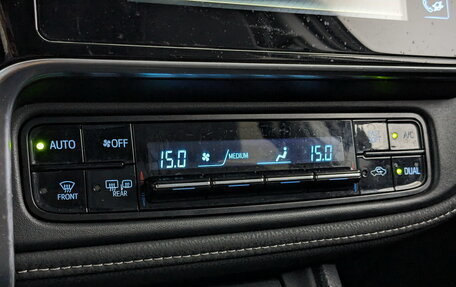 AUTO
OFF
15.0
MEDIUM
15.0
A/C
FRONT
REAR
DUAL